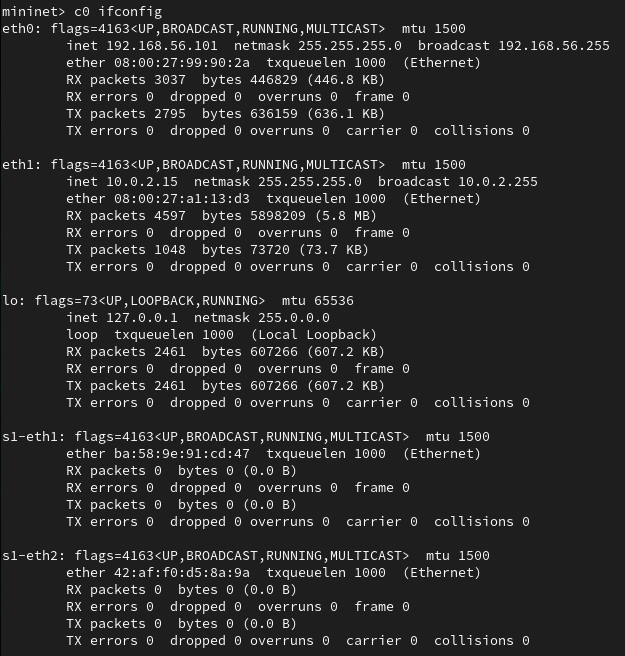 mininet> c0 ifconfig
eth0: flags=4163<UP,BROADCAST,RUNNING,MULTICAST>  mtu 1500
        inet 192.168.56.101  netmask 255.255.255.0  broadcast 192.168.56.255
        ether 08:00:27:99:90:2a  txqueuelen 1000  (Ethernet)
        RX packets 3037  bytes 446829 (446.8 KB)
        RX errors 0  dropped 0  overruns 0  frame 0
        TX packets 2795  bytes 636159 (636.1 KB)
        TX errors 0  dropped 0 overruns 0  carrier 0  collisions 0

eth1: flags=4163<UP,BROADCAST,RUNNING,MULTICAST>  mtu 1500
        inet 10.0.2.15  netmask 255.255.255.0  broadcast 10.0.2.255
        ether 08:00:27:a1:13:d3  txqueuelen 1000  (Ethernet)
        RX packets 4597  bytes 5898209 (5.8 MB)
        RX errors 0  dropped 0  overruns 0  frame 0
        TX packets 1048  bytes 73720 (73.7 KB)
        TX errors 0  dropped 0 overruns 0  carrier 0  collisions 0

lo: flags=73<UP,LOOPBACK,RUNNING>  mtu 65536
        inet 127.0.0.1  netmask 255.0.0.0
        loop  txqueuelen 1000  (Local Loopback)
        RX packets 2461  bytes 607266 (607.2 KB)
        RX errors 0  dropped 0  overruns 0  frame 0
        TX packets 2461  bytes 607266 (607.2 KB)
        TX errors 0  dropped 0 overruns 0  carrier 0  collisions 0

s1-eth1: flags=4163<UP,BROADCAST,RUNNING,MULTICAST>  mtu 1500
        ether ba:58:9e:91:cd:47  txqueuelen 1000  (Ethernet)
        RX packets 0  bytes 0 (0.0 B)
        RX errors 0  dropped 0  overruns 0  frame 0
        TX packets 0  bytes 0 (0.0 B)
        TX errors 0  dropped 0 overruns 0  carrier 0  collisions 0

s1-eth2: flags=4163<UP,BROADCAST,RUNNING,MULTICAST>  mtu 1500
        ether 42:af:f0:d5:8a:9a  txqueuelen 1000  (Ethernet)
        RX packets 0  bytes 0 (0.0 B)
        RX errors 0  dropped 0  overruns 0  frame 0
        TX packets 0  bytes 0 (0.0 B)
        TX errors 0  dropped 0 overruns 0  carrier 0  collisions 0